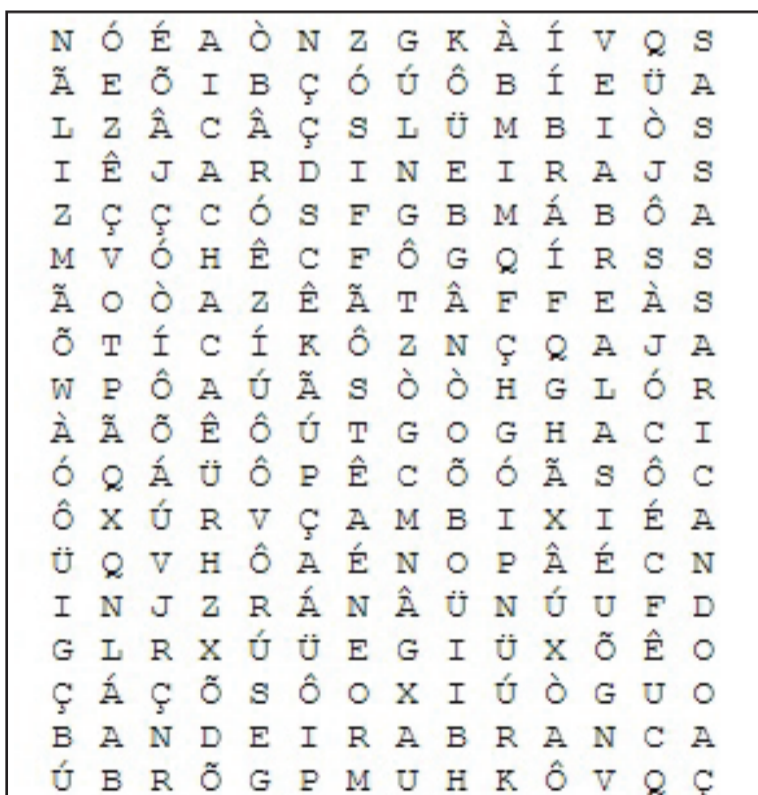 N Ó É A Ò N Z G K À Í V Q S
Ã E Õ I B Ç Ó Ú Ô B Í E Ü A
L Z Â C Â Ç S L Ü M B I Ò S
I Ê J A R D I N E I R A J S
Z Ç Ç C Ó S F G B M Á B Ô A
M V Ó H Ê C F Ô G Q Í R S S
Ã O Ò A Z Ê Ã T Â F F E À S
Õ T Í C Í K Ô Z N Ç Q A J A
W P Ô A Ú Ã S Ò Ò H G L Ó R
À Ã Õ Ê Ô Ú T G O G H A C I
Ó Q Á Ü Ô P Ê C Õ Ó Ã S Ô C
Ô X Ú R V Ç A M B I X I É A
Ü Q V H Ô A É N O P Â É C N
I N J Z R Á N Â Ü N Ú U F D
G L R X Ú Ü E G I Ü X Õ Ê O
Ç Á Ç Õ S Ô O X I Ú Ò G U O
B A N D E I R A B R A N C A
Ú B R Õ G P M U H K Ô V Q Ç